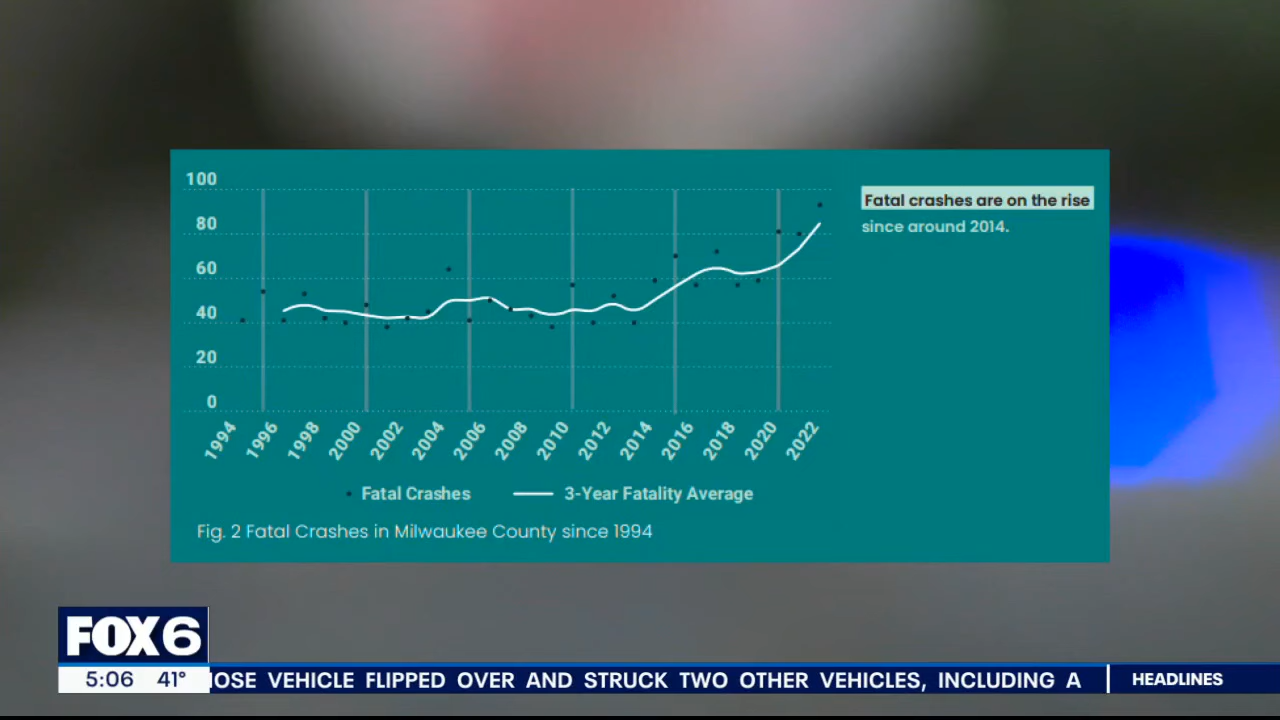 100
80
60
40
20
0
1994
1996
1998
2000
2002
2004
2006
2008
2010
2012
2014
2016
2018
2020
2022
Fatal Crashes
3-Year Fatality Average
Fig. 2 Fatal Crashes in Milwaukee County since 1994
Fatal crashes are on the rise
since around 2014.
FOX6
5:06 41°
VEHICLE FLIPPED OVER AND STRUCK TWO OTHER VEHICLES, INCLUDING A
HEADLINES